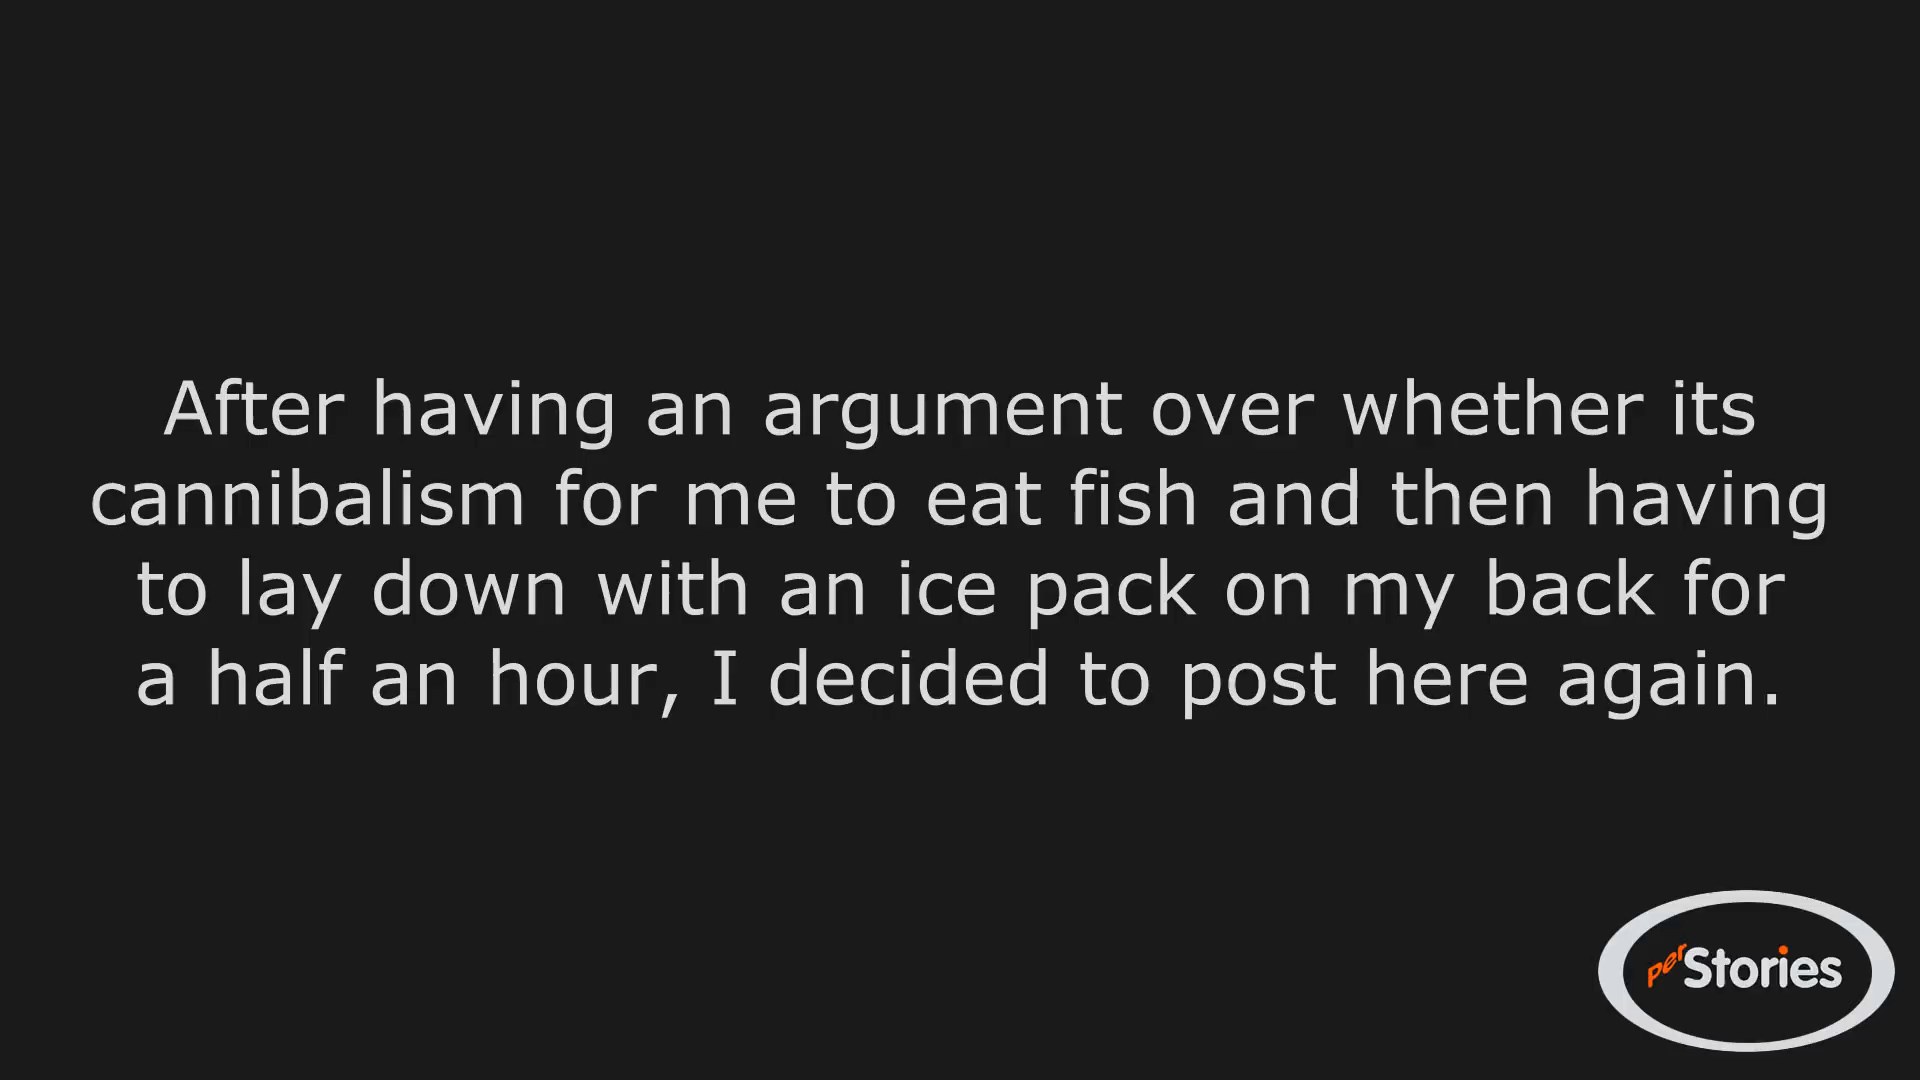 After having an argument over whether its
cannibalism for me to eat fish and then having
to lay down with an ice pack on my back for
a half an hour, I decided to post here again.
perStories